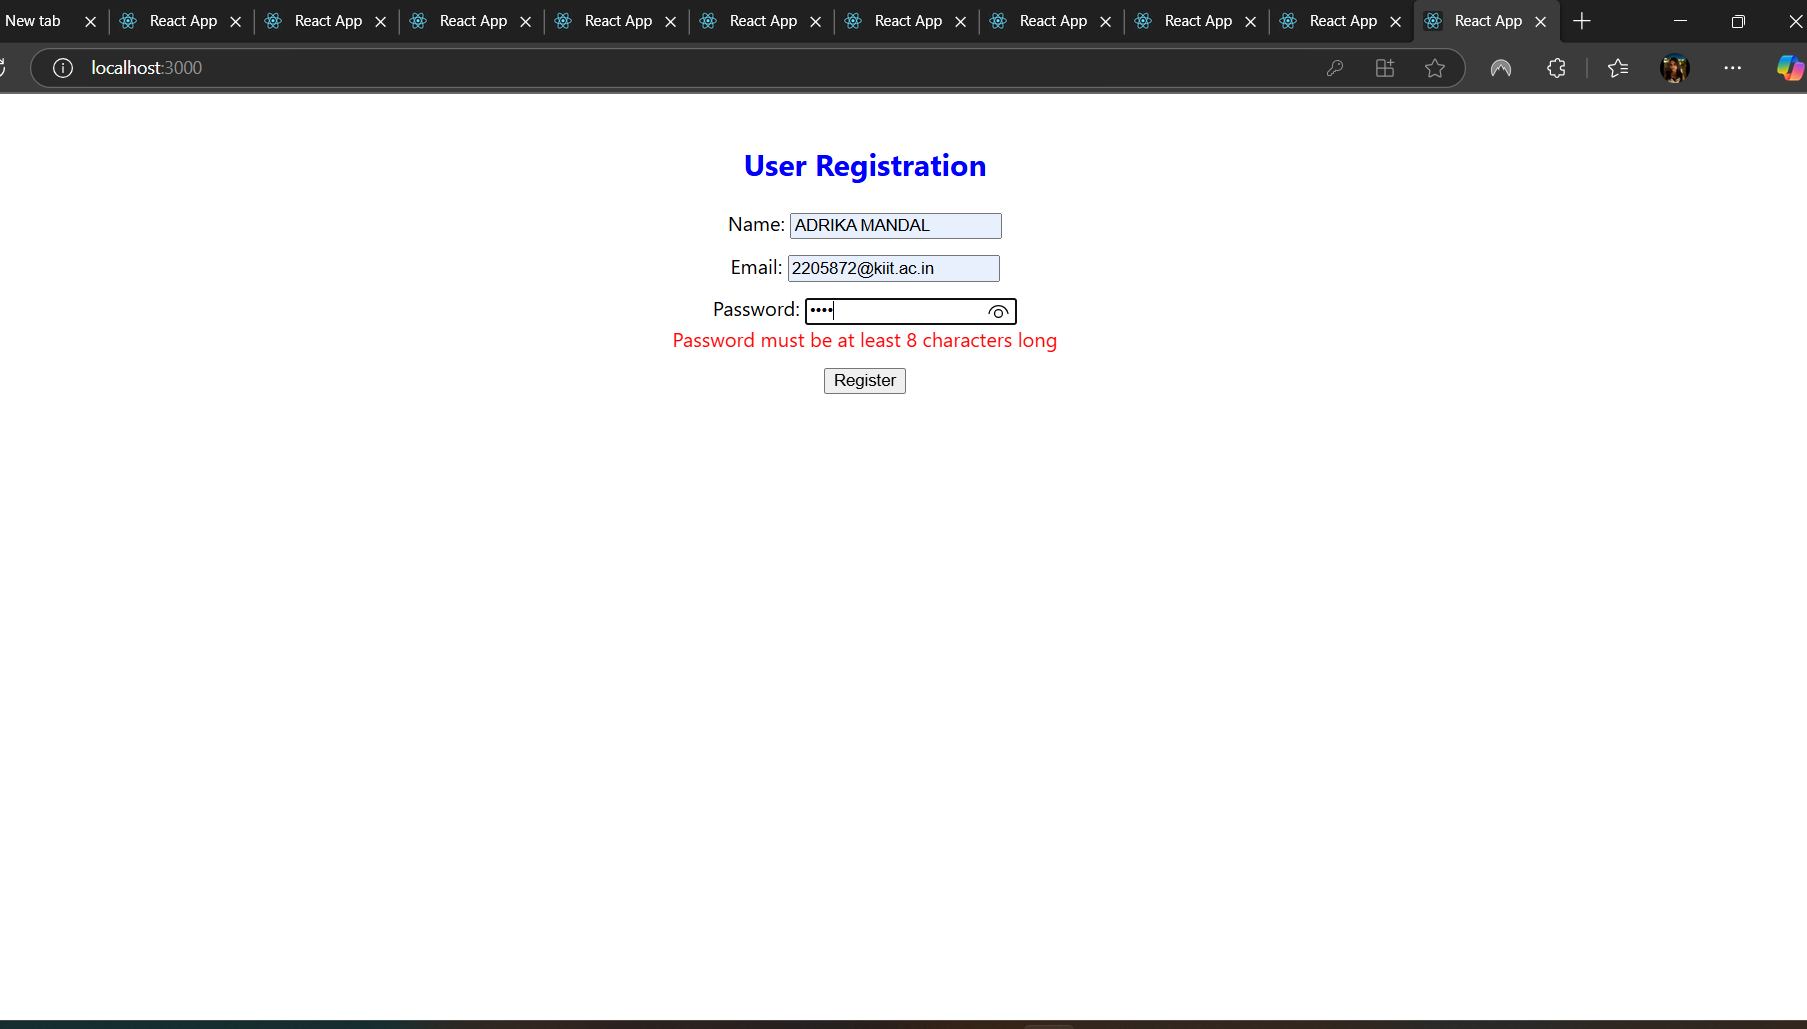 New tab React App React App React App React App React App React App React App React App React App React App
localhost:3000
User Registration
Name: ADRIKA MANDAL
Email: 2205872@kiit.ac.in
Password: ••••
Password must be at least 8 characters long
Register